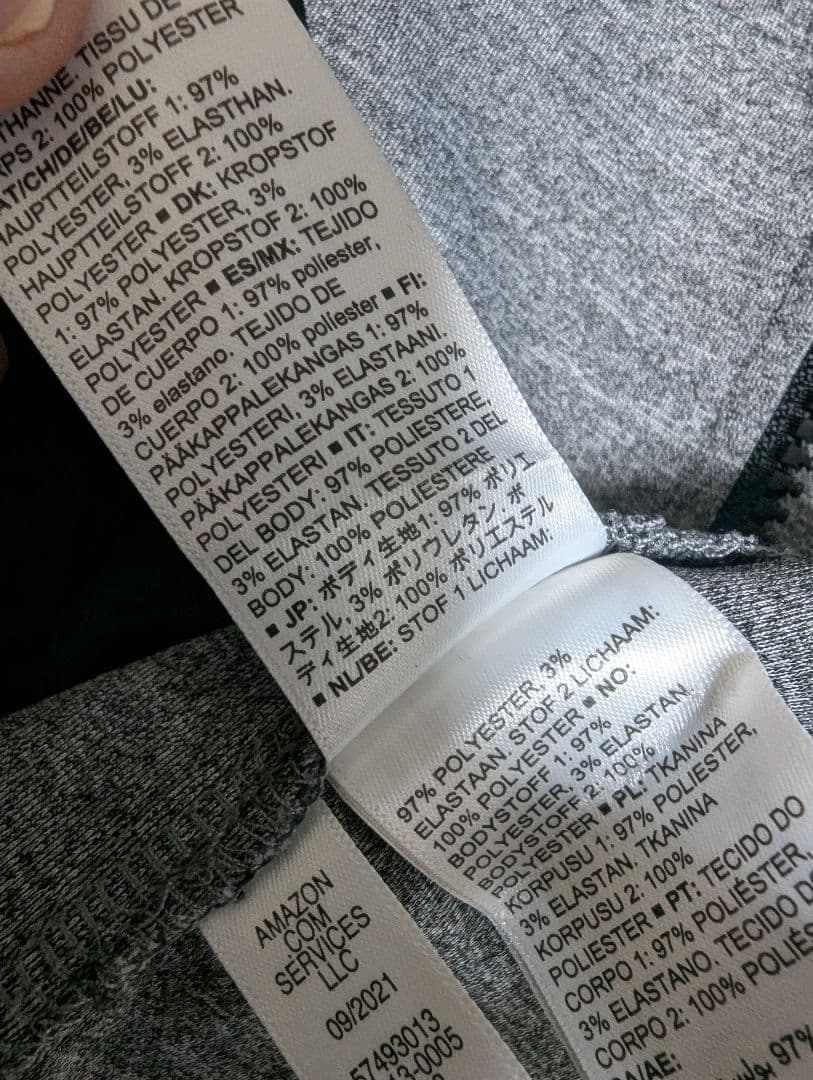 THANNE. TISSU DE
RPS 2: 100% POLYESTER
AT/CH/DE/BE/LU:
HAUPTTEILSTOFF 1: 97%
POLYESTER, 3% ELASTHAN.
HAUPTTEILSTOFF 2: 100%
POLYESTER ■ DK: KROPSTOF
1: 97% POLYESTER, 3%
ELASTAN. KROPSTOF 2: 100%
POLYESTER ■ ES/MX: TEJIDO
DE CUERPO 1: 97% poliester,
3% elastano. TEJIDO DE
CUERPO 2: 100% poliester ■ FI:
PÄÄKAPPALEKANGAS 1: 97%
POLYESTERI, 3% ELASTAANI.
PÄÄKAPPALEKANGAS 2: 100%
POLYESTERI ■ IT: TESSUTO 1
DEL BODY: 97% POLIESTERE,
3% ELASTAN. TESSUTO 2 DEL
BODY: 100% POLIESTERE
■ JP: ボディ生地1: 97% ポリエ
ステル, 3% ポリウレタン. ボ
ディ生地2: 100% ポリエステル
■ NL/BE: STOF 1 LICHAAM:
97% POLYESTER, 3%
ELASTAAN. STOF 2 LICHAAM:
100% POLYESTER ■ NO:
BODYSTOFF 1: 97%
POLYESTER, 3% ELASTAN.
BODYSTOFF 2: 100%
POLYESTER ■ PL: TKANINA
KORPUSU 1: 97% POLIESTER,
3% ELASTAN. TKANINA
KORPUSU 2: 100%
POLIESTER ■ PT: TECIDO DO
CORPO 1: 97% POLIÉSTER,
3% ELASTANO. TECIDO DO
CORPO 2: 100% POLIÉS
/AE: 97%
AMAZON
COM
SERVICES
LLC
09/2021
57493013
13-0005